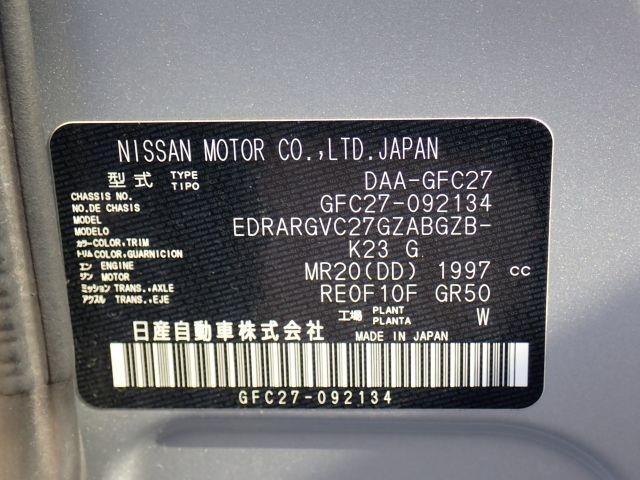 NISSAN MOTOR CO.,LTD.JAPAN
型式 TYPE TIPO DAA-GFC27
CHASSIS NO. NO.DE CHASIS GFC27-092134
MODEL MODELO EDRARGVC27GZABGZB-
カラー COLOR,TRIM トリム COLOR,GUARNICION K23 G
エンジン ENGINE MOTOR MR20(DD) 1997 cc
ミッション TRANS.,AXLE アクスル TRANS.,EJE RE0F10F GR50
工場 PLANT PLANTA W
日産自動車株式会社 MADE IN JAPAN
GFC27-092134